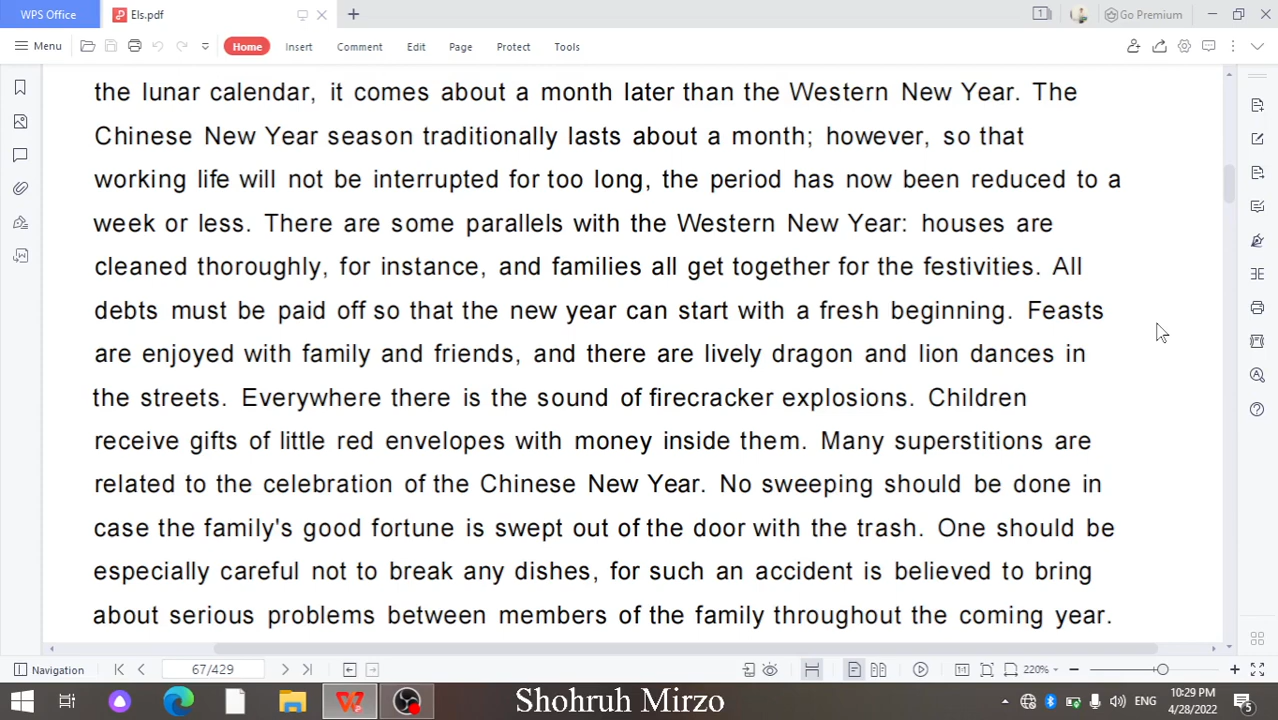 WPS Office
Els.pdf
Go Premium
Menu
Home
Insert
Comment
Edit
Page
Protect
Tools
the lunar calendar, it comes about a month later than the Western New Year. The
Chinese New Year season traditionally lasts about a month; however, so that
working life will not be interrupted for too long, the period has now been reduced to a
week or less. There are some parallels with the Western New Year: houses are
cleaned thoroughly, for instance, and families all get together for the festivities. All
debts must be paid off so that the new year can start with a fresh beginning. Feasts
are enjoyed with family and friends, and there are lively dragon and lion dances in
the streets. Everywhere there is the sound of firecracker explosions. Children
receive gifts of little red envelopes with money inside them. Many superstitions are
related to the celebration of the Chinese New Year. No sweeping should be done in
case the family's good fortune is swept out of the door with the trash. One should be
especially careful not to break any dishes, for such an accident is believed to bring
about serious problems between members of the family throughout the coming year.
Navigation
67/429
220%
Shohruh Mirzo
ENG
10:29 PM
4/28/2022
5